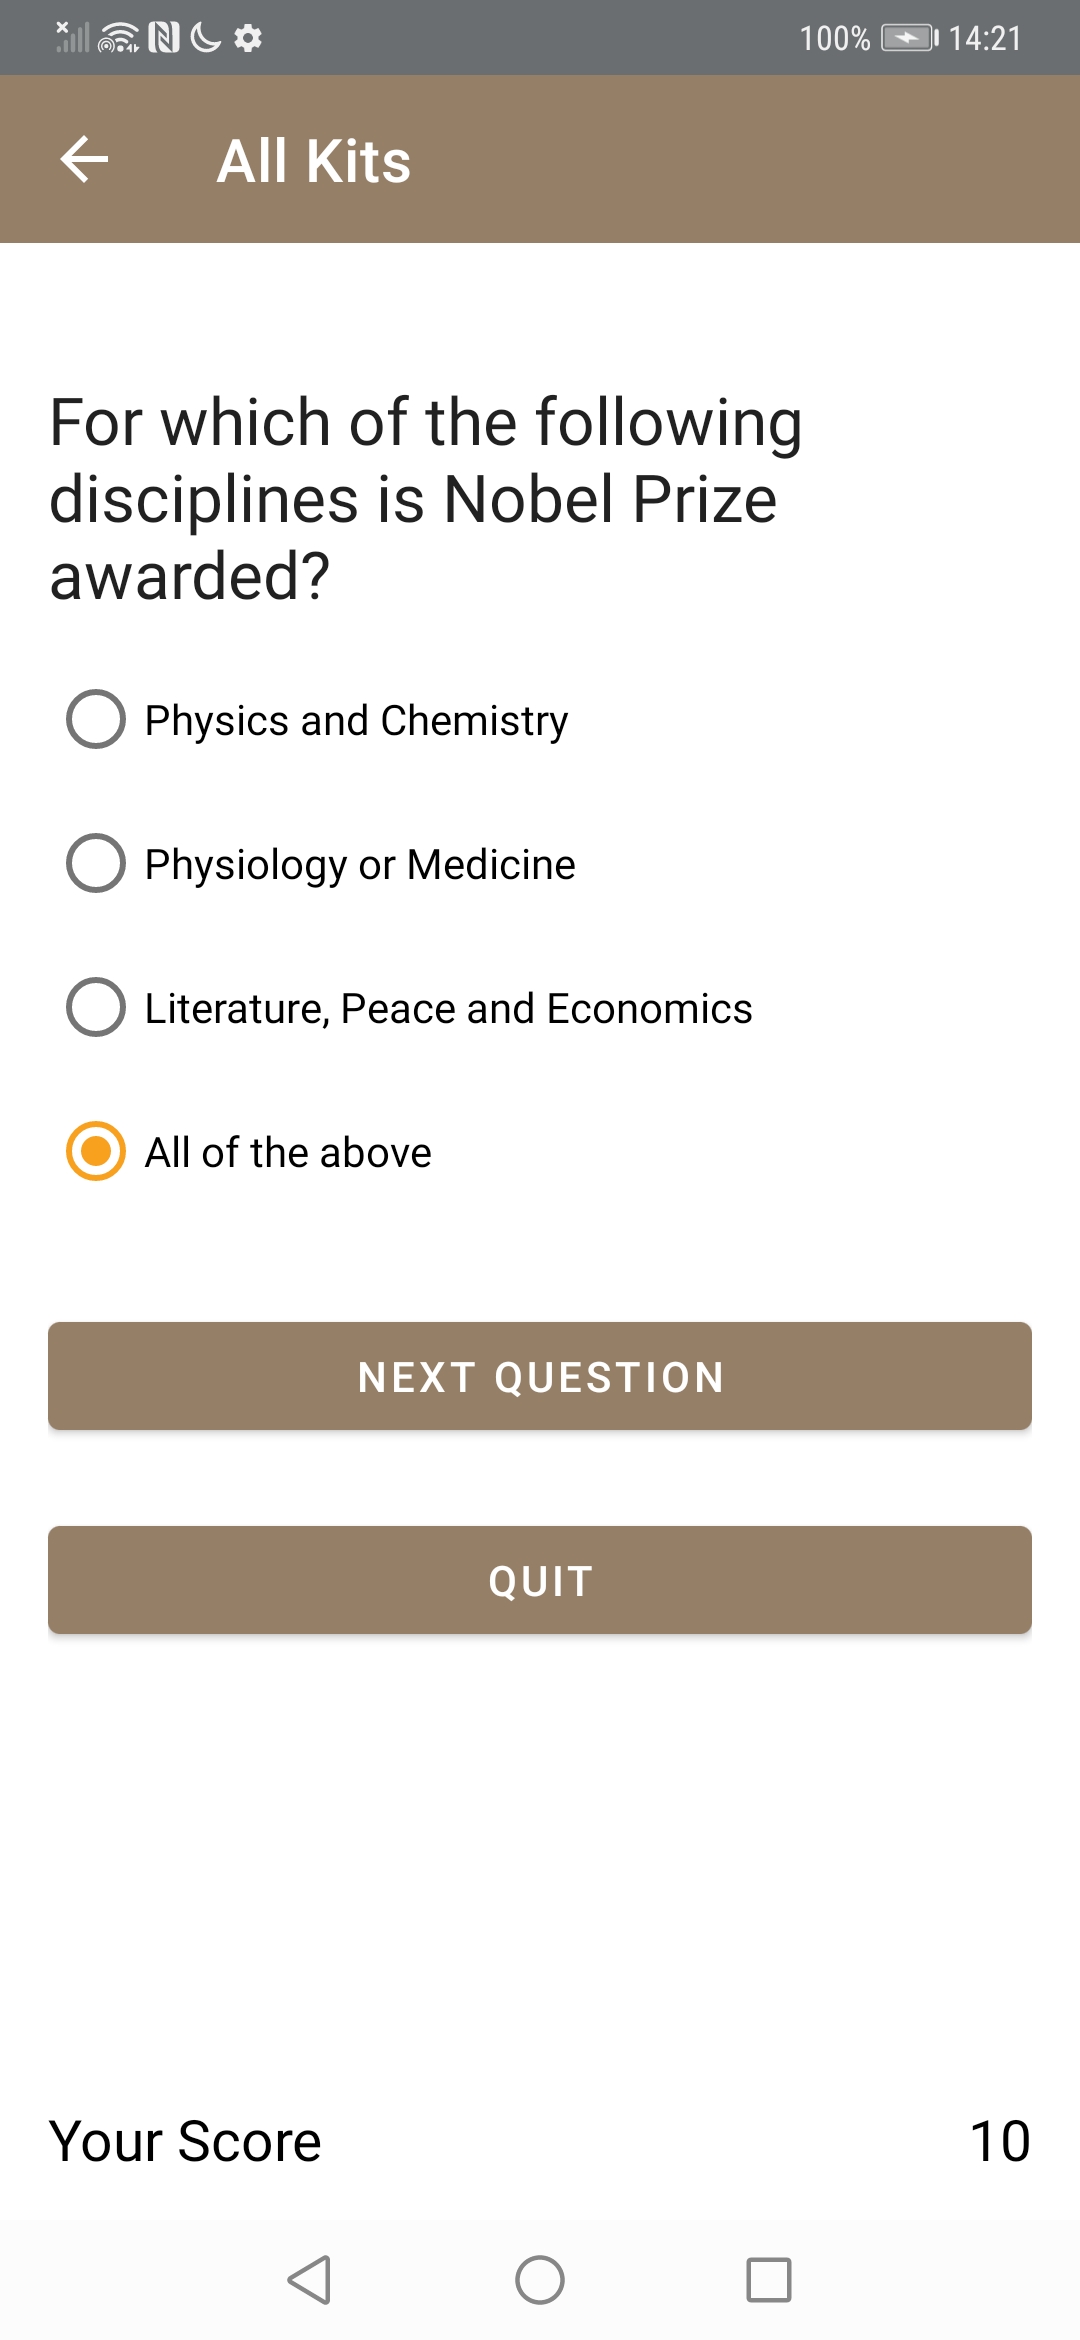 100% 14:21
All Kits
For which of the following
disciplines is Nobel Prize
awarded?
Physics and Chemistry
Physiology or Medicine
Literature, Peace and Economics
All of the above
NEXT QUESTION
QUIT
Your Score 10